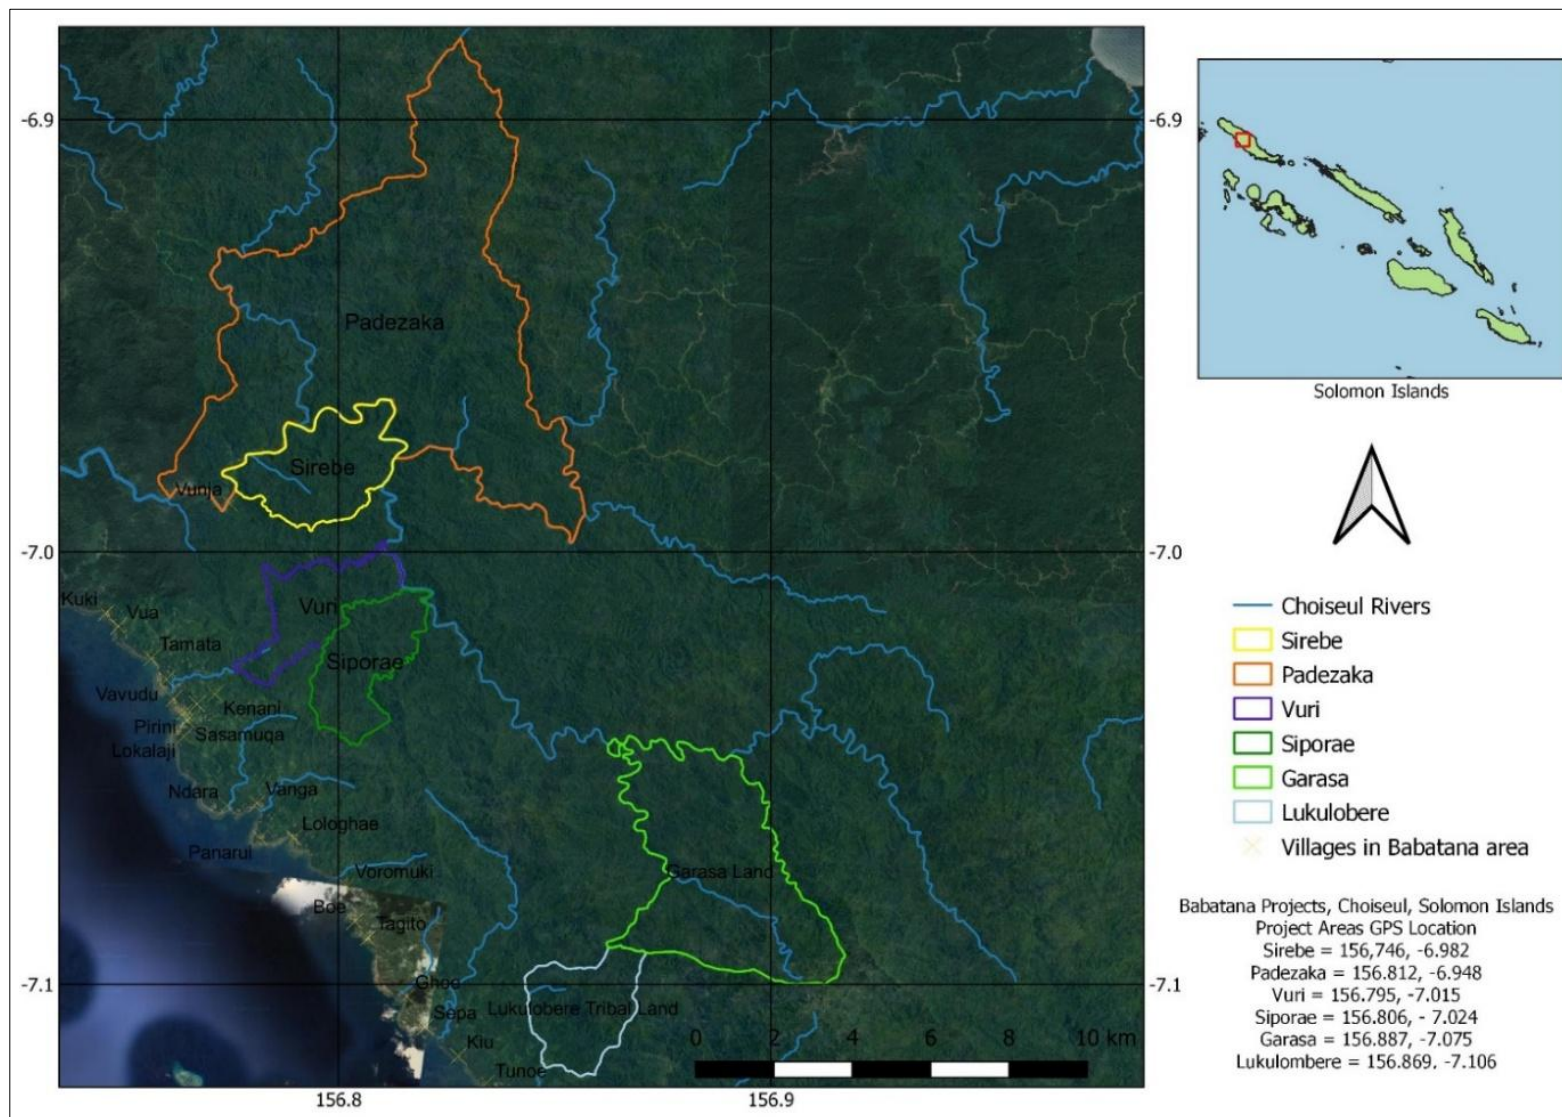 -6.9
-6.9
Padezaka
Sirebe
Vunja
-7.0
-7.0
Kuki
Vua
Vuri
Tamata
Siporae
Vavudu
Kenani
Pirini
Sasamuqa
Lokalaji
Ndara
Vanga
Lologhae
Panarui
Voromuki
Garasa Land
Boe
Tagito
-7.1
-7.1
Ghoe
Lukulobere Tribal Land
Sepa
Kiu
Tunoe
0 2 4 6 8 10 km
156.8
156.9
Solomon Islands
Choiseul Rivers
Sirebe
Padezaka
Vuri
Siporae
Garasa
Lukulobere
Villages in Babatana area
Babatana Projects, Choiseul, Solomon Islands
Project Areas GPS Location
Sirebe = 156,746, -6.982
Padezaka = 156.812, -6.948
Vuri = 156.795, -7.015
Siporae = 156.806, - 7.024
Garasa = 156.887, -7.075
Lukulombere = 156.869. -7.106